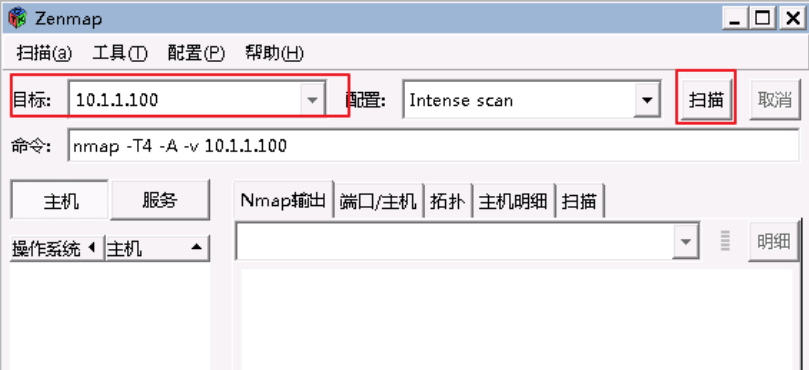 Zenmap
扫描(a) 工具(T) 配置(P) 帮助(H)
目标: 10.1.1.100 配置: Intense scan 扫描 取消
命令: nmap -T4 -A -v 10.1.1.100
主机 服务 Nmap输出 端口/主机 拓扑 主机明细 扫描
操作系统 主机 明细